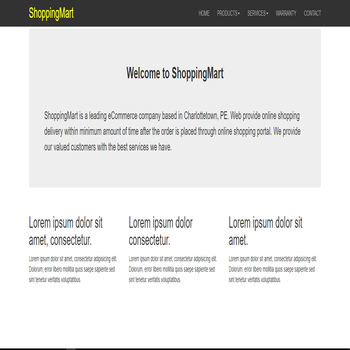 ShoppingMart
HOME PRODUCTS SERVICES WARRANTY CONTACT
Welcome to ShoppingMart
ShoppingMart is a leading eCommerce company based in Charlottetown, PE. Web provide online shopping
delivery within minimum amount of time after the order is placed through online shopping portal. We provide
our valued customers with the best services we have.
Lorem ipsum dolor sit
amet, consectetur.
Lorem ipsum dolor sit amet, consectetur adipisicing elit.
Dolorum, error libero mollitia quos saepe sapiente sed
sint tenetur veritatis voluptatibus
Lorem ipsum dolor
consectetur.
Lorem ipsum dolor sit amet, consectetur adipisicing elit.
Dolorum, error libero mollitia quos saepe sapiente sed
sint tenetur veritatis voluptatibus
Lorem ipsum dolor sit
amet.
Lorem ipsum dolor sit amet, consectetur adipisicing elit.
Dolorum, error libero mollitia quos saepe sapiente sed
sint tenetur veritatis voluptatibus